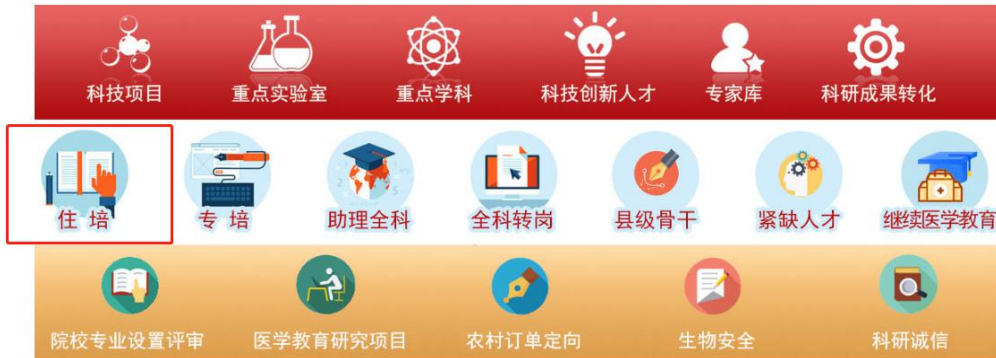 科技项目 重点实验室 重点学科 科技创新人才 专家库 科研成果转化
住 培 专 培 助理全科 全科转岗 县级骨干 紧缺人才 继续医学教育
院校专业设置评审 医学教育研究项目 农村订单定向 生物安全 科研诚信